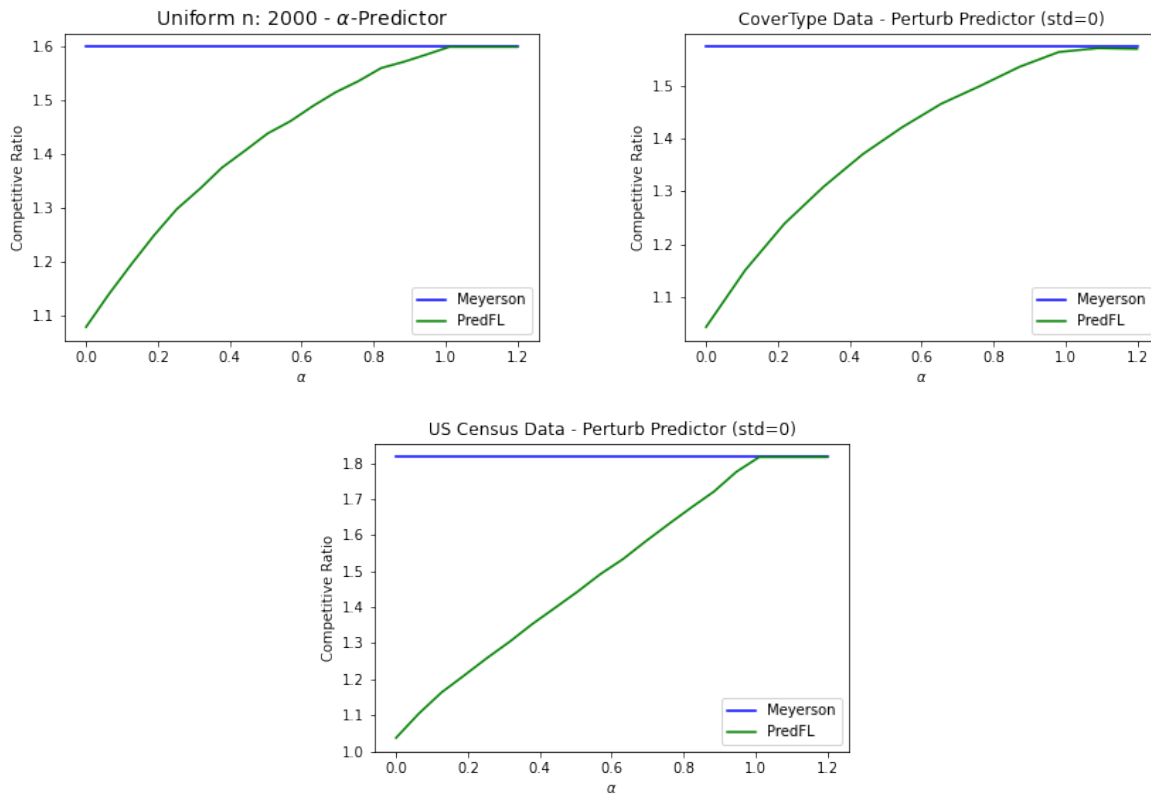 Uniform n: 2000 - α-Predictor
Competitive Ratio
1.6
1.5
1.4
1.3
1.2
1.1
Meyerson
PredFL
0.0 0.2 0.4 0.6 0.8 1.0 1.2
α
CoverType Data - Perturb Predictor (std=0)
Competitive Ratio
1.5
1.4
1.3
1.2
1.1
Meyerson
PredFL
0.0 0.2 0.4 0.6 0.8 1.0 1.2
α
US Census Data - Perturb Predictor (std=0)
Competitive Ratio
1.8
1.7
1.6
1.5
1.4
1.3
1.2
1.1
1.0
Meyerson
PredFL
0.0 0.2 0.4 0.6 0.8 1.0 1.2
α